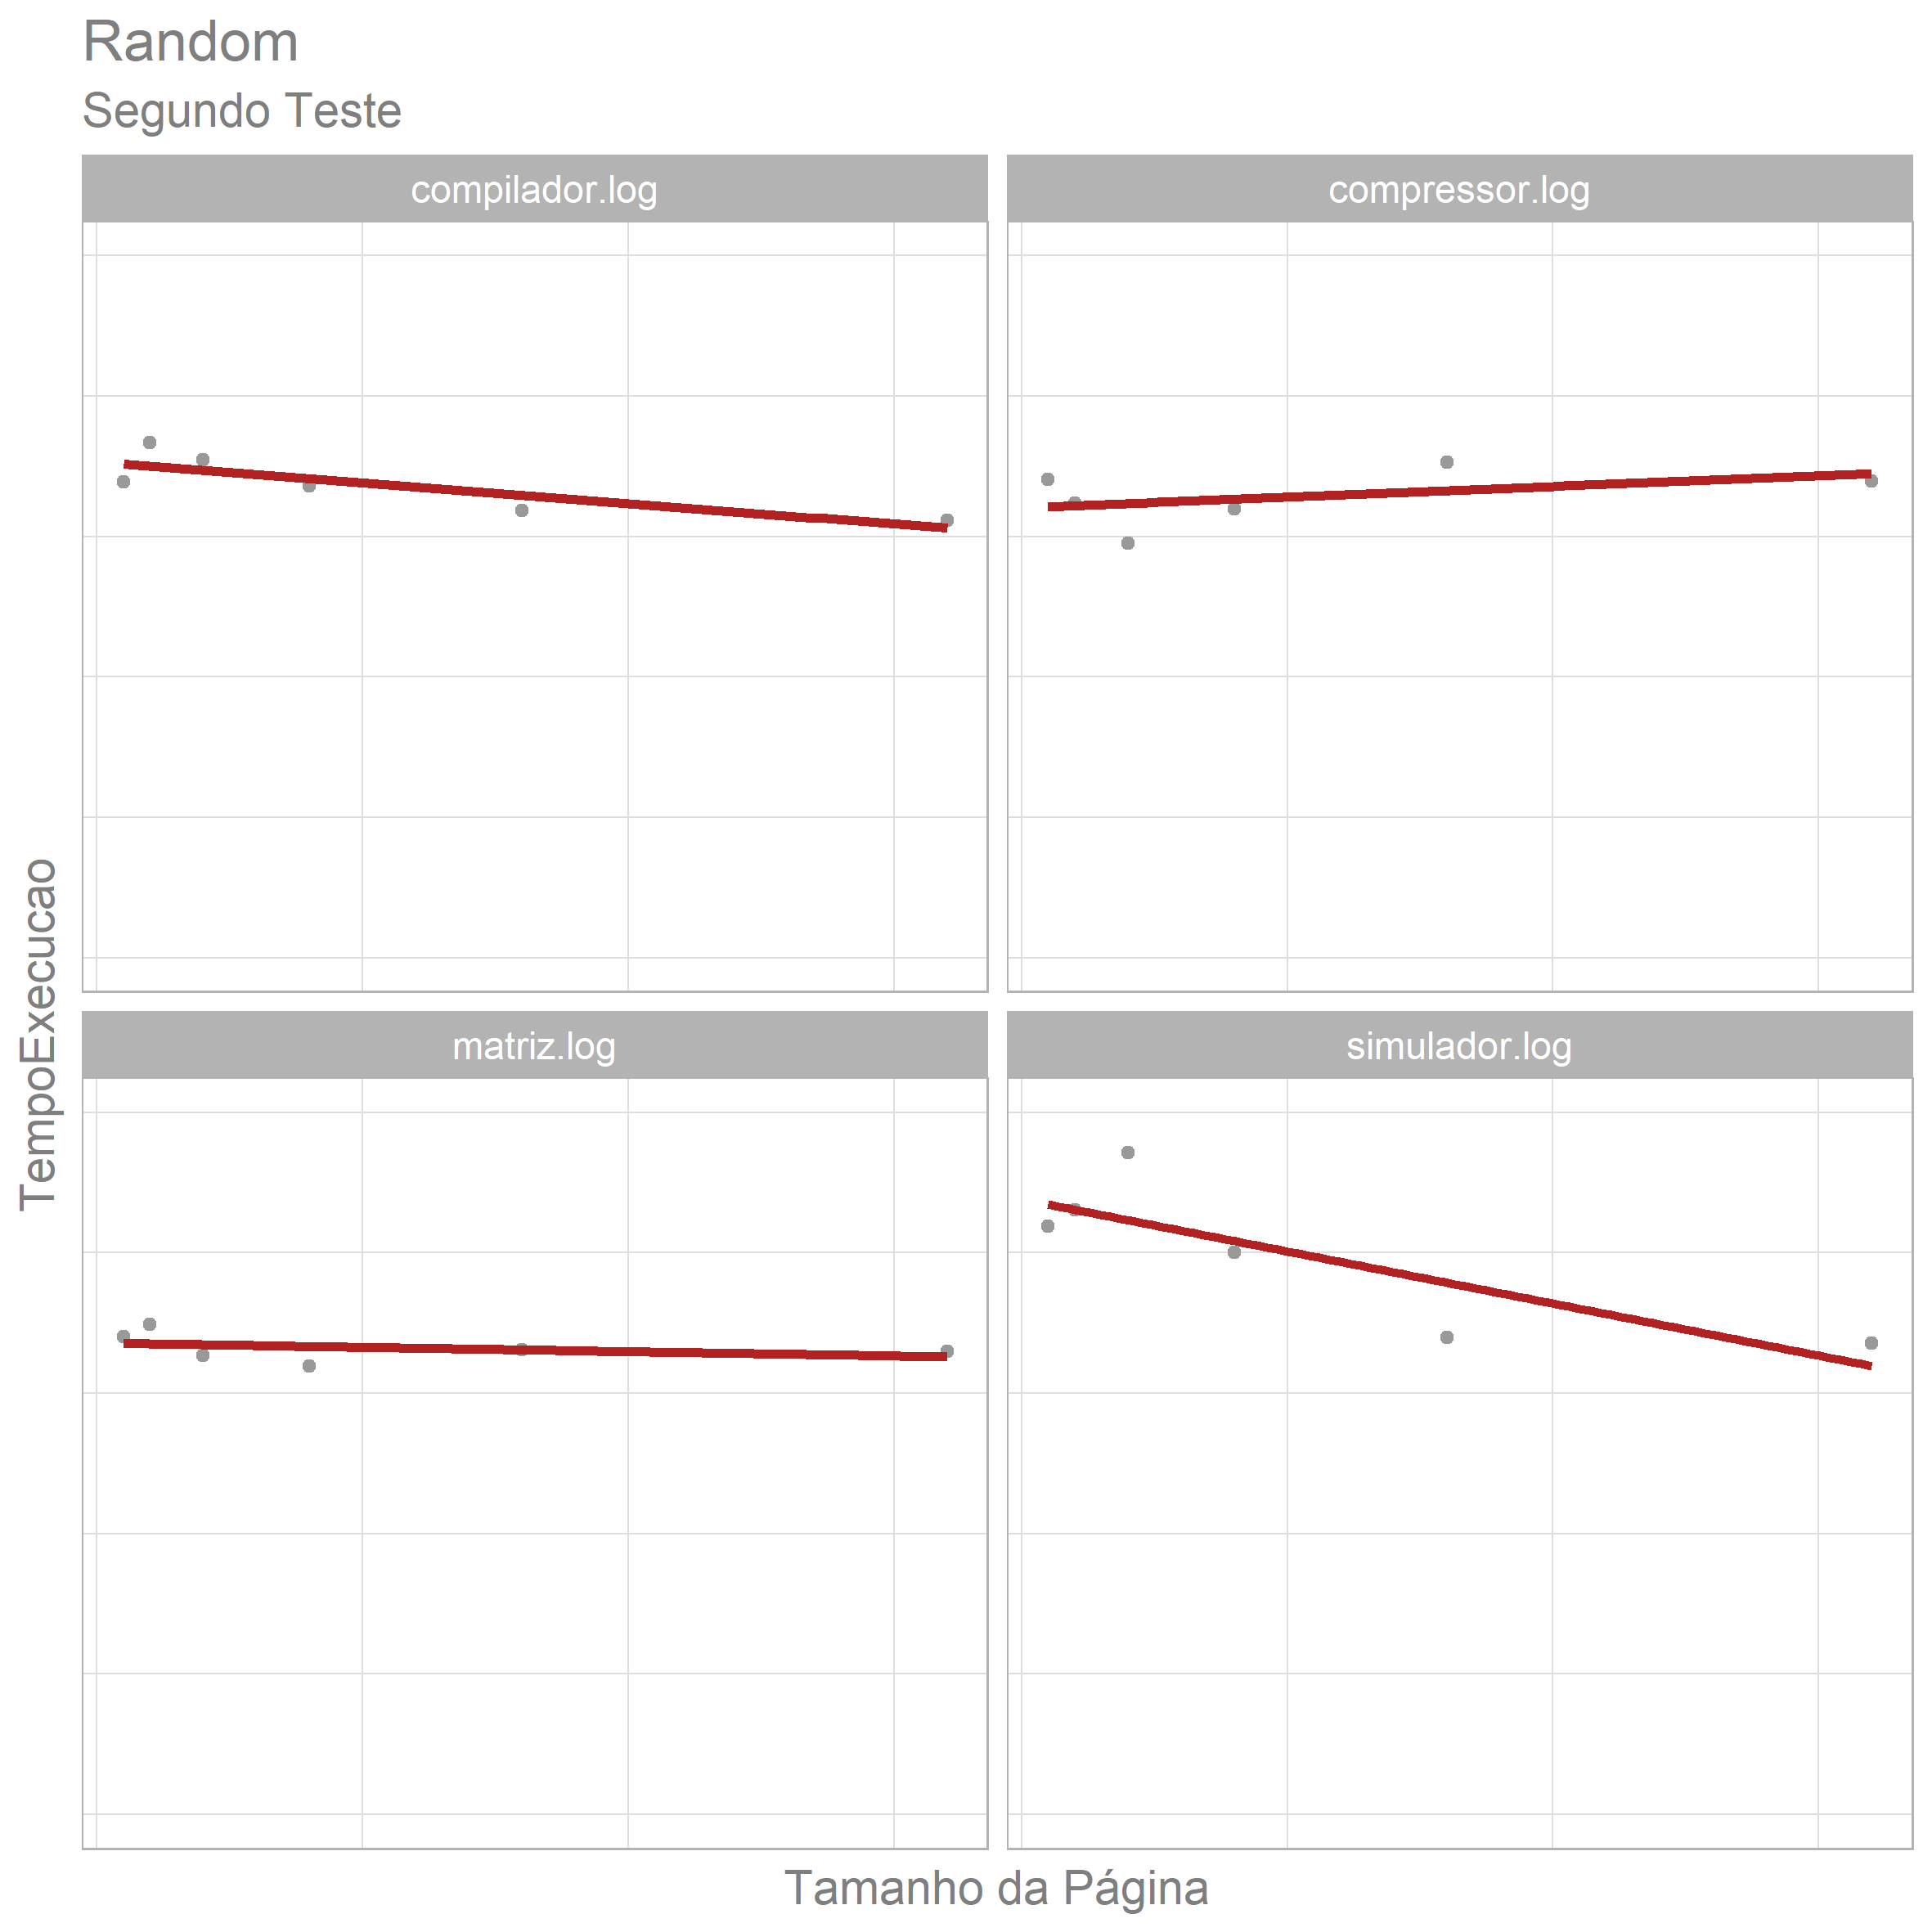 Random
Segundo Teste
compilador.log
compressor.log
TempoExecucao
matriz.log
simulador.log
Tamanho da Página